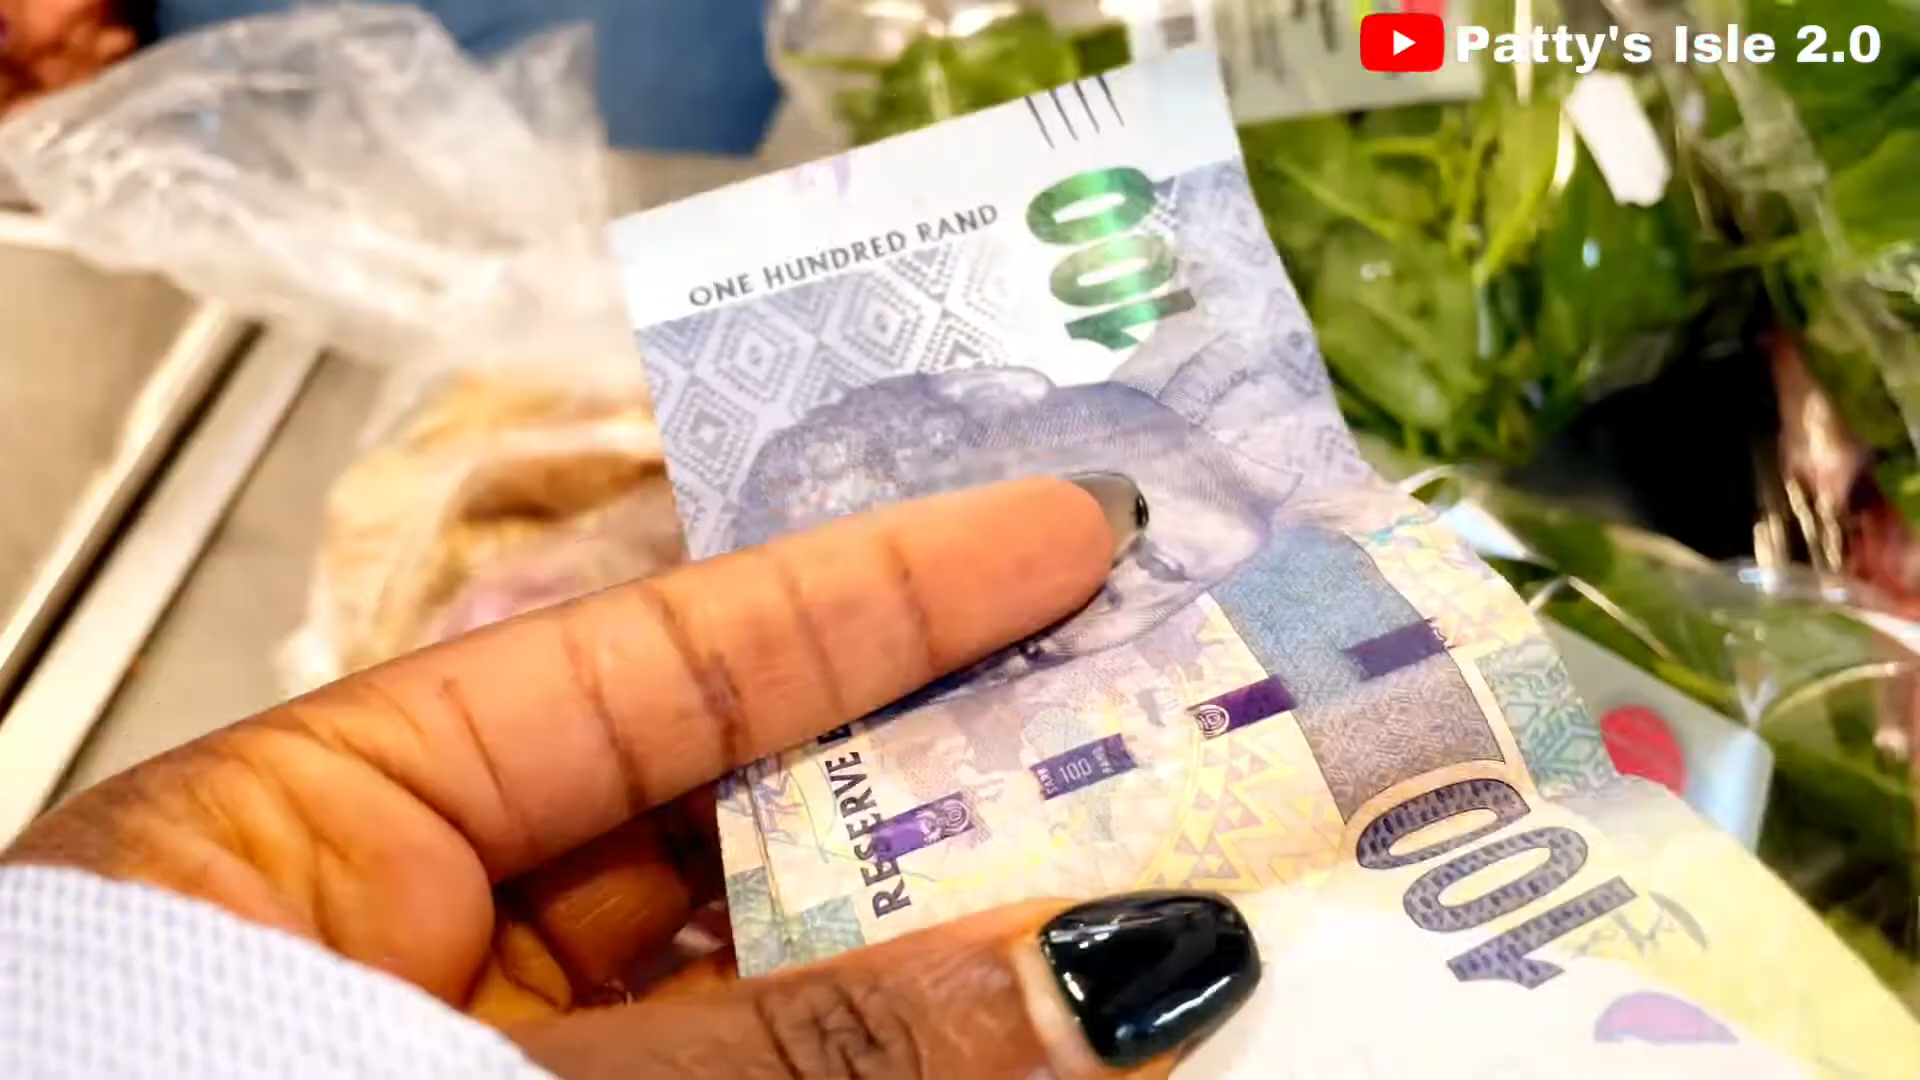 Patty's Isle 2.0
ONE HUNDRED RAND
100
RESERVE
100
100